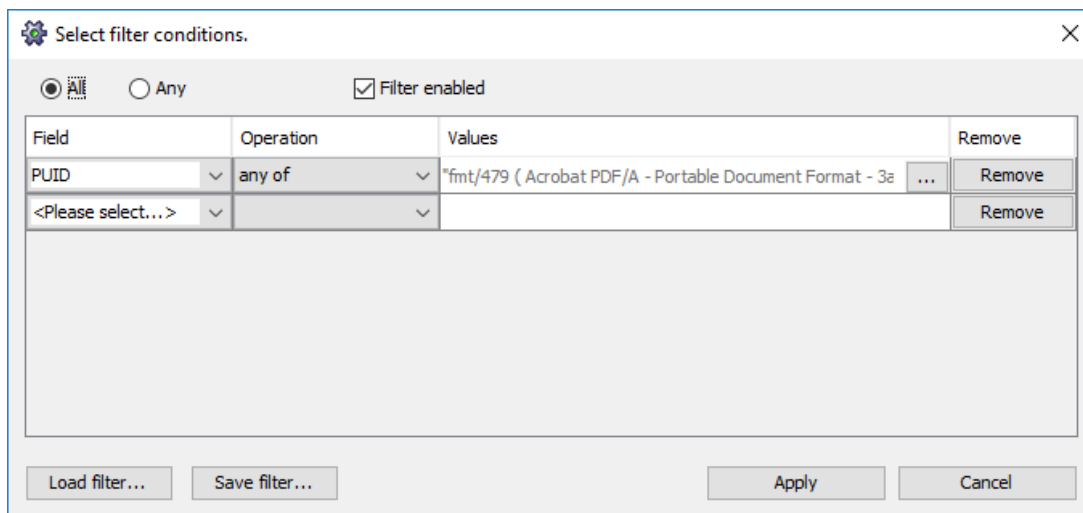 Select filter conditions.
All Any Filter enabled
Field Operation Values Remove
PUID any of "fmt/479 ( Acrobat PDF/A - Portable Document Format - 3a ... Remove
<Please select...> Remove
Load filter... Save filter... Apply Cancel